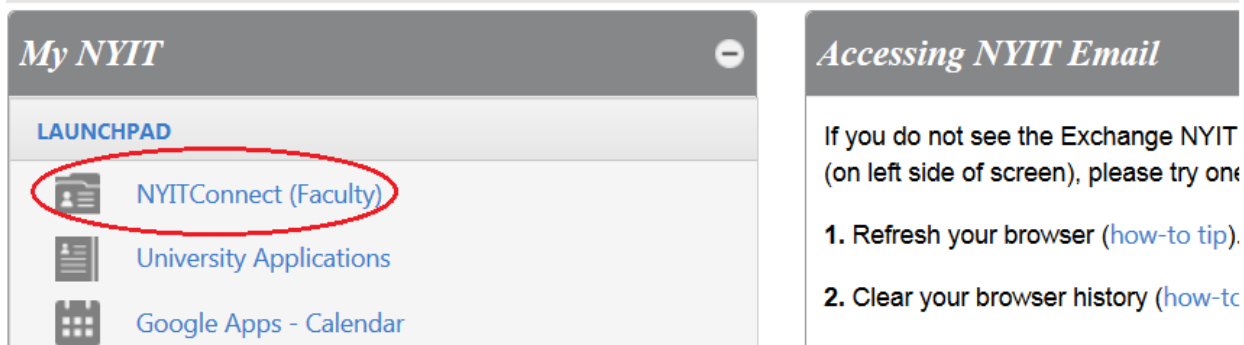 My NYIT
LAUNCHPAD
NYITConnect (Faculty)
University Applications
Google Apps - Calendar
Accessing NYIT Email
If you do not see the Exchange NYIT
(on left side of screen), please try one
1. Refresh your browser (how-to tip).
2. Clear your browser history (how-to